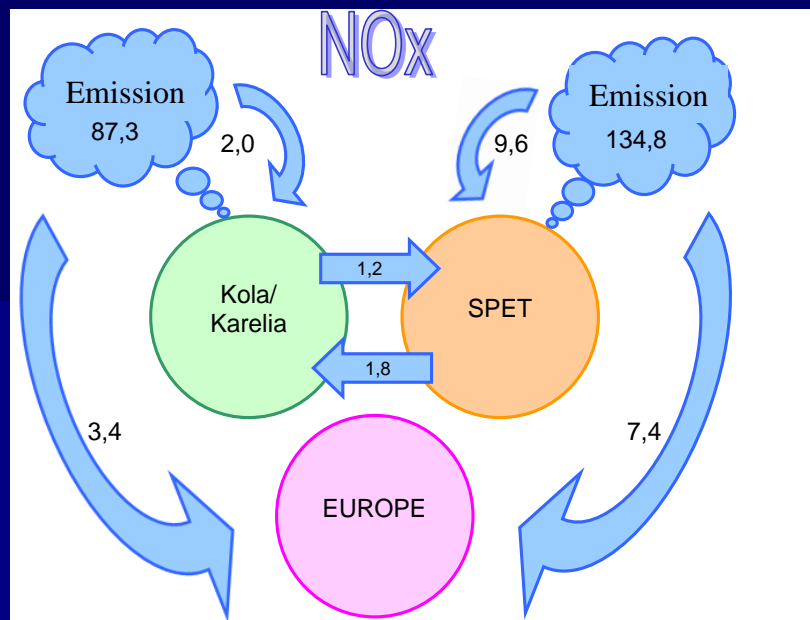 NOx
Emission
87,3
Emission
134,8
2,0
9,6
1,2
Kola/
Karelia
SPET
1,8
3,4
7,4
EUROPE